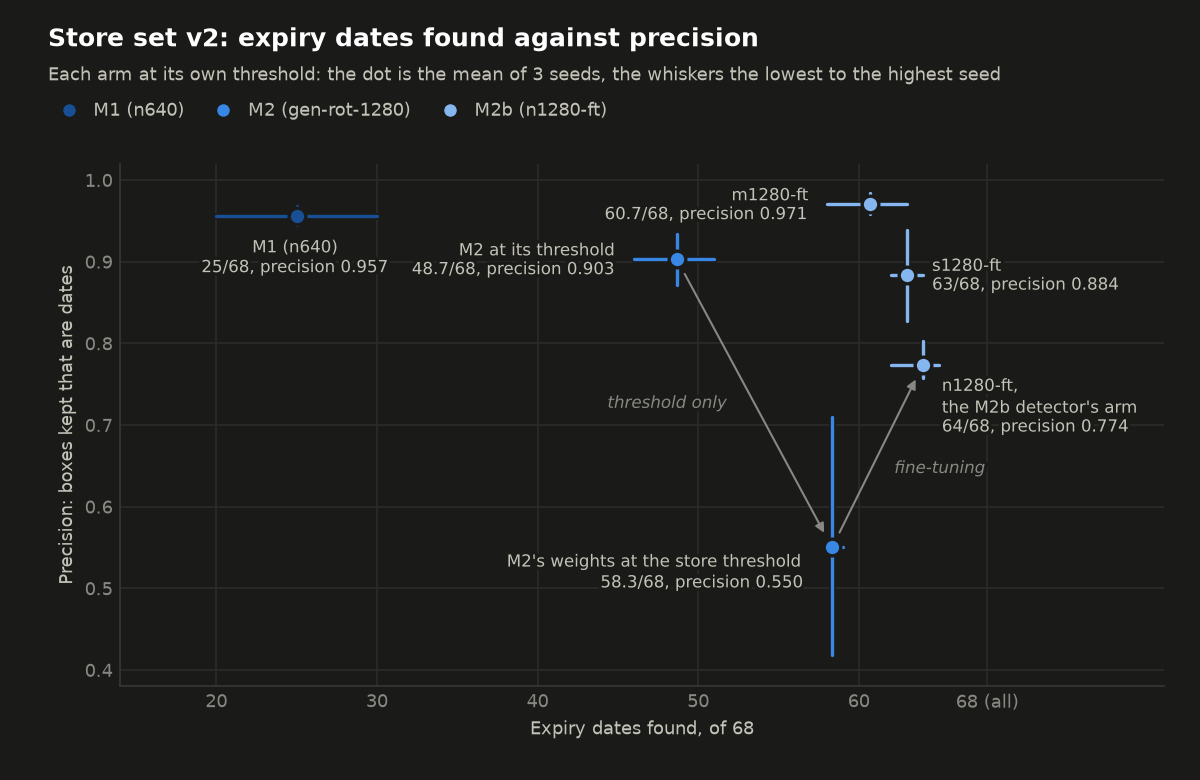 Store set v2: expiry dates found against precision
Each arm at its own threshold: the dot is the mean of 3 seeds, the whiskers the lowest to the highest seed
M1 (n640)
M2 (gen-rot-1280)
M2b (n1280-ft)
Precision: boxes kept that are dates
1.0
0.9
0.8
0.7
0.6
0.5
0.4
M1 (n640)
25/68, precision 0.957
M2 at its threshold
48.7/68, precision 0.903
m1280-ft
60.7/68, precision 0.971
s1280-ft
63/68, precision 0.884
n1280-ft,
the M2b detector's arm
64/68, precision 0.774
threshold only
fine-tuning
M2's weights at the store threshold
58.3/68, precision 0.550
20
30
40
50
60
68 (all)
Expiry dates found, of 68